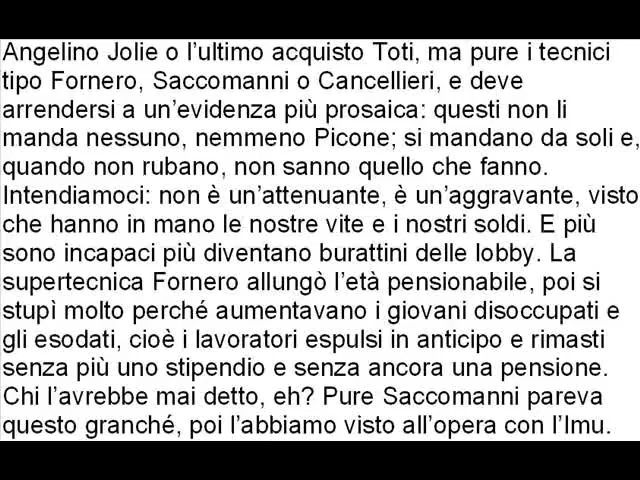 Angelino Jolie o l'ultimo acquisto Toti, ma pure i tecnici
tipo Fornero, Saccomanni o Cancellieri, e deve
arrendersi a un'evidenza più prosaica: questi non li
manda nessuno, nemmeno Picone; si mandano da soli e,
quando non rubano, non sanno quello che fanno.
Intendiamoci: non è un'attenuante, è un'aggravante, visto
che hanno in mano le nostre vite e i nostri soldi. E più
sono incapaci più diventano burattini delle lobby. La
supertecnica Fornero allungò l'età pensionabile, poi si
stupì molto perché aumentavano i giovani disoccupati e
gli esodati, cioè i lavoratori espulsi in anticipo e rimasti
senza più uno stipendio e senza ancora una pensione.
Chi l'avrebbe mai detto, eh? Pure Saccomanni pareva
questo granché, poi l'abbiamo visto all'opera con l'Imu.